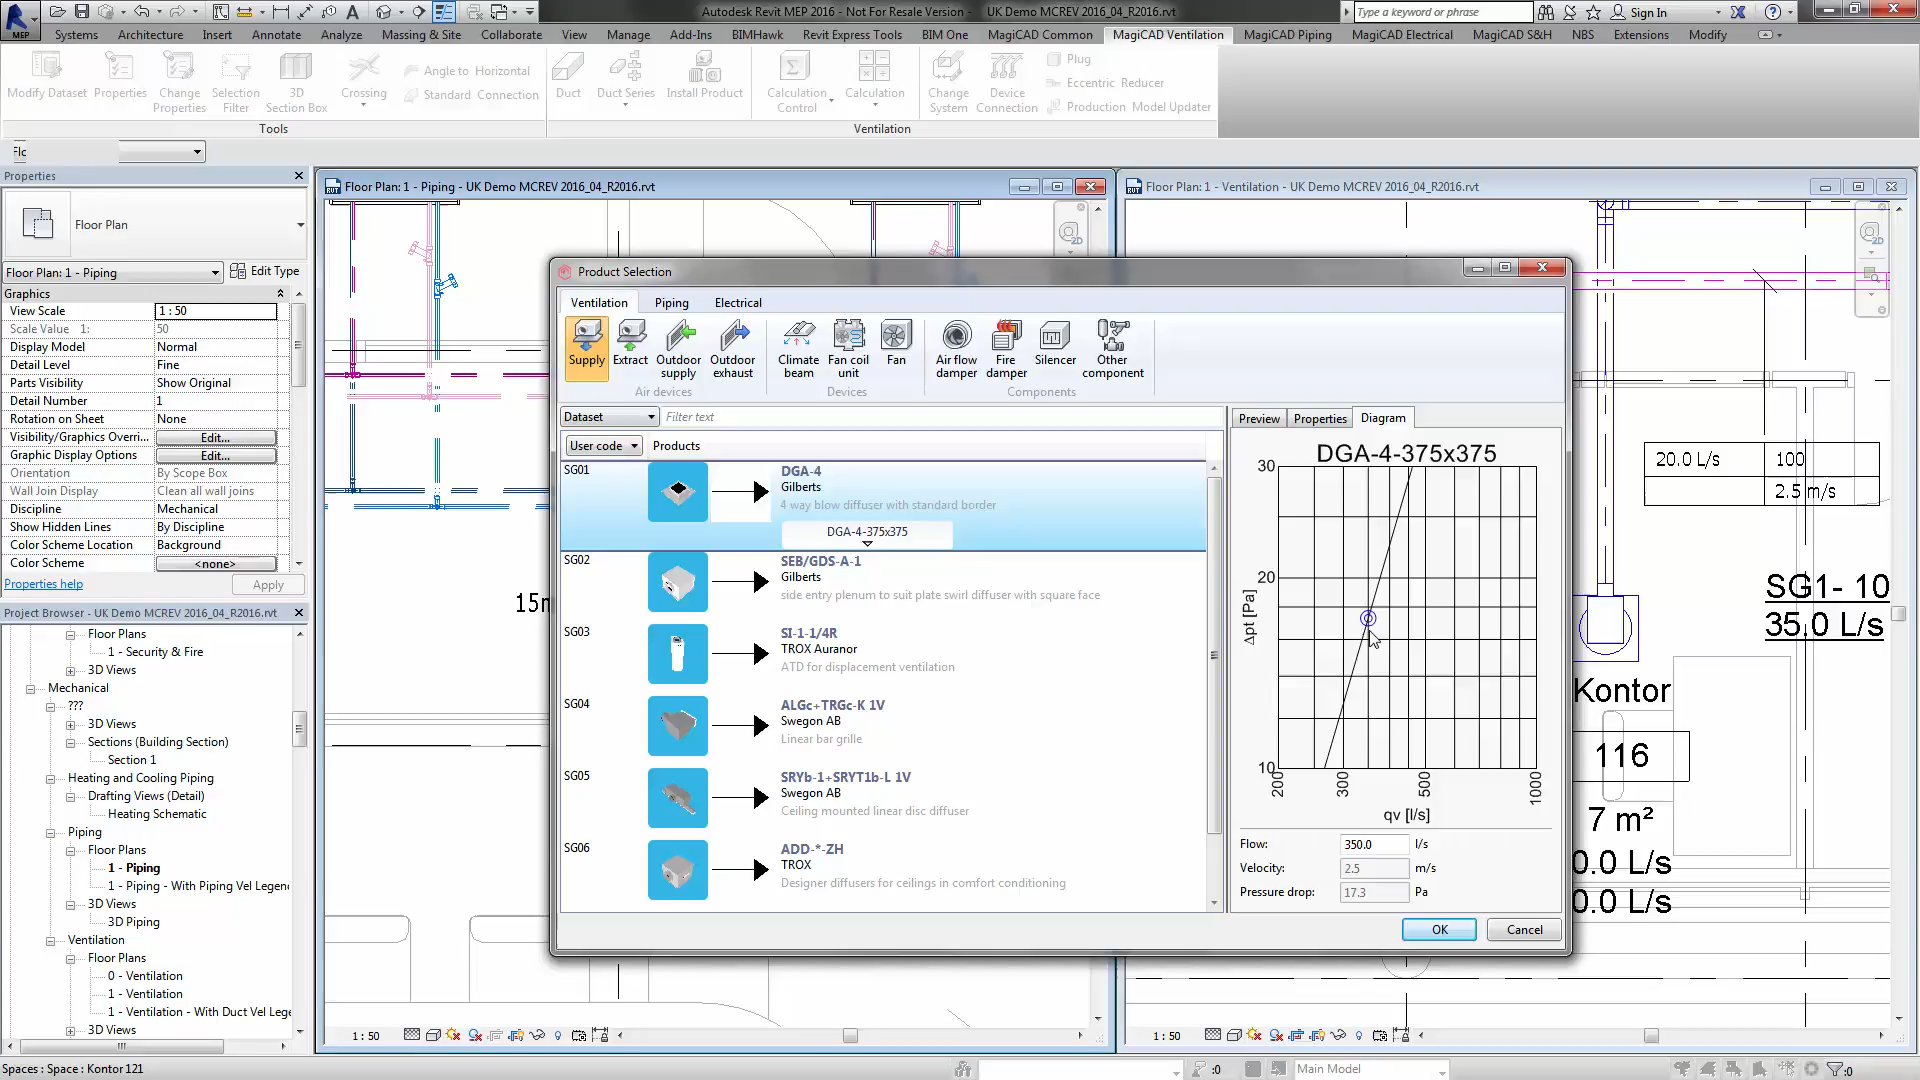 Autodesk Revit MEP 2016 - Not For Resale Version - UK Demo MCREV 2016_04_R2016.rvt
Type a keyword or phrase
Sign In
MEP
Systems Architecture Insert Annotate Analyze Massing & Site Collaborate View Manage Add-Ins BIMHawk Revit Express Tools BIM One MagiCAD Common MagiCAD Ventilation MagiCAD Piping MagiCAD Electrical MagiCAD S&H NBS Extensions Modify
Modify Dataset Properties Change Properties Selection Filter 3D Section Box Crossing
Angle to Horizontal
Standard Connection
Duct Duct Series Install Product Calculation Control Calculation Change System Device Connection
Plug
Eccentric Reducer
Production Model Updater
Tools Ventilation
Flc
Properties
Floor Plan
Floor Plan: 1 - Piping Edit Type
Graphics
View Scale 1 : 50
Scale Value 1: 50
Display Model Normal
Detail Level Fine
Parts Visibility Show Original
Detail Number 1
Rotation on Sheet None
Visibility/Graphics Overri... Edit...
Graphic Display Options Edit...
Orientation By Scope Box
Wall Join Display Clean all wall joins
Discipline Mechanical
Show Hidden Lines By Discipline
Color Scheme Location Background
Color Scheme <none>
Properties help Apply
Project Browser - UK Demo MCREV 2016_04_R2016.rvt
Floor Plans
1 - Security & Fire
3D Views
Mechanical
???
3D Views
Sections (Building Section)
Section 1
Heating and Cooling Piping
Drafting Views (Detail)
Heating Schematic
Piping
Floor Plans
1 - Piping
1 - Piping - With Piping Vel Legen
3D Views
3D Piping
Ventilation
Floor Plans
0 - Ventilation
1 - Ventilation
1 - Ventilation - With Duct Vel Lege
3D Views
Floor Plan: 1 - Piping - UK Demo MCREV 2016_04_R2016.rvt
2D
15m
1 : 50
Floor Plan: 1 - Ventilation - UK Demo MCREV 2016_04_R2016.rvt
2D
20.0 L/s 100
2.5 m/s
SG1- 10
35.0 L/s
Kontor
116
7 m²
0.0 L/s
0.0 L/s
1 : 50
Product Selection
Ventilation Piping Electrical
Supply Extract Outdoor supply Outdoor exhaust Climate beam Fan coil unit Fan Air flow damper Fire damper Silencer Other component
Air devices Devices Components
Dataset Filter text
User code Products
SG01 DGA-4
Gilberts
4 way blow diffuser with standard border
DGA-4-375x375
SG02 SEB/GDS-A-1
Gilberts
side entry plenum to suit plate swirl diffuser with square face
SG03 SI-1-1/4R
TROX Auranor
ATD for displacement ventilation
SG04 ALGc+TRGc-K 1V
Swegon AB
Linear bar grille
SG05 SRYb-1+SRYT1b-L 1V
Swegon AB
Ceiling mounted linear disc diffuser
SG06 ADD-*-ZH
TROX
Designer diffusers for ceilings in comfort conditioning
Preview Properties Diagram
DGA-4-375x375
30
20
10
Δpt [Pa]
200 300 500 1000
qv [l/s]
Flow: 350.0 l/s
Velocity: 2.5 m/s
Pressure drop: 17.3 Pa
OK Cancel
Spaces : Space : Kontor 121
:0
Main Model
:0